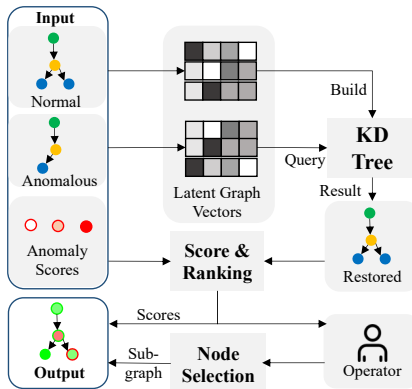 Input
Normal
Anomalous
Anomaly
Scores
Latent Graph
Vectors
Build
Query
KD
Tree
Result
Restored
Score &
Ranking
Scores
Output
Sub-
graph
Node
Selection
Operator